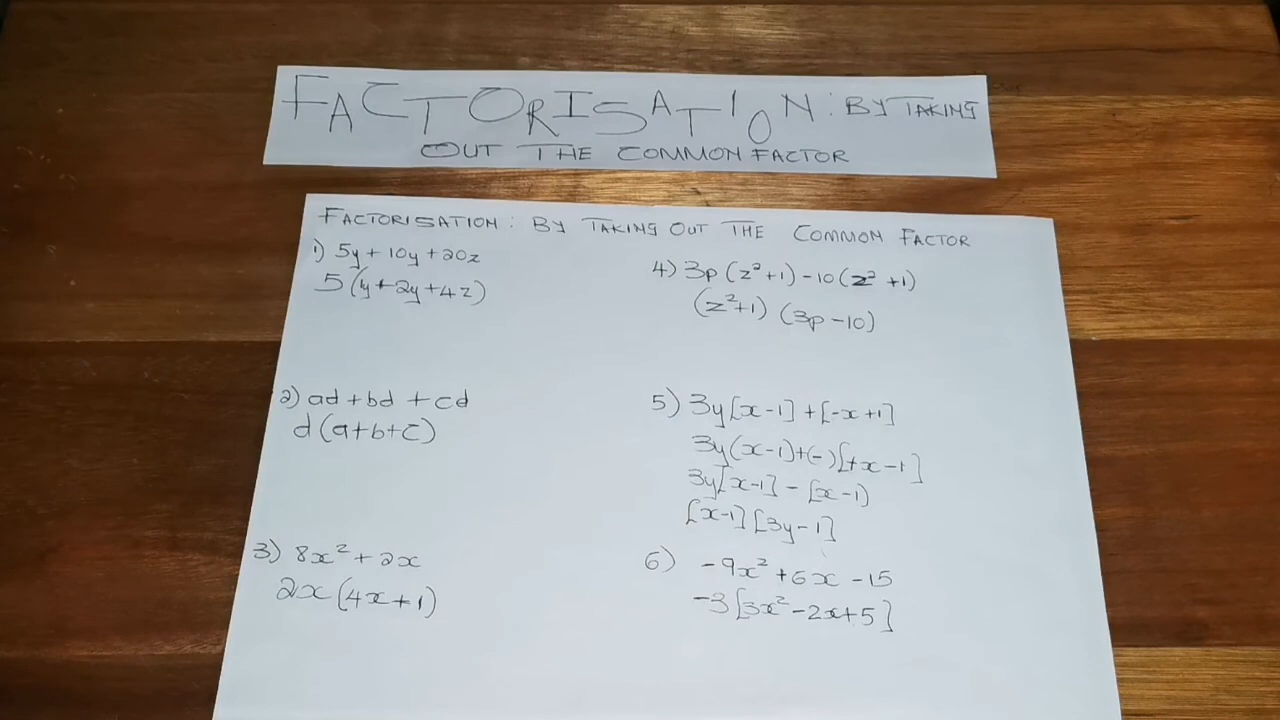 FACTORISATION: BY TAKING
OUT THE COMMON FACTOR
FACTORISATION: BY TAKING OUT THE COMMON FACTOR
1) 5y + 10y + 20z
5(1y + 2y + 4z)
2) ad + bd + cd
d(a+b+c)
3) 8x² + 2x
2x(4x+1)
4) 3p(z²+1) - 10(z²+1)
(z²+1) (3p-10)
5) 3y[x-1] + [-x+1]
3y(x-1)+(-)[+x-1]
3y[x-1] - [x-1)
[x-1][3y-1]
6) -9x² + 6x - 15
-3[3x² - 2x + 5]